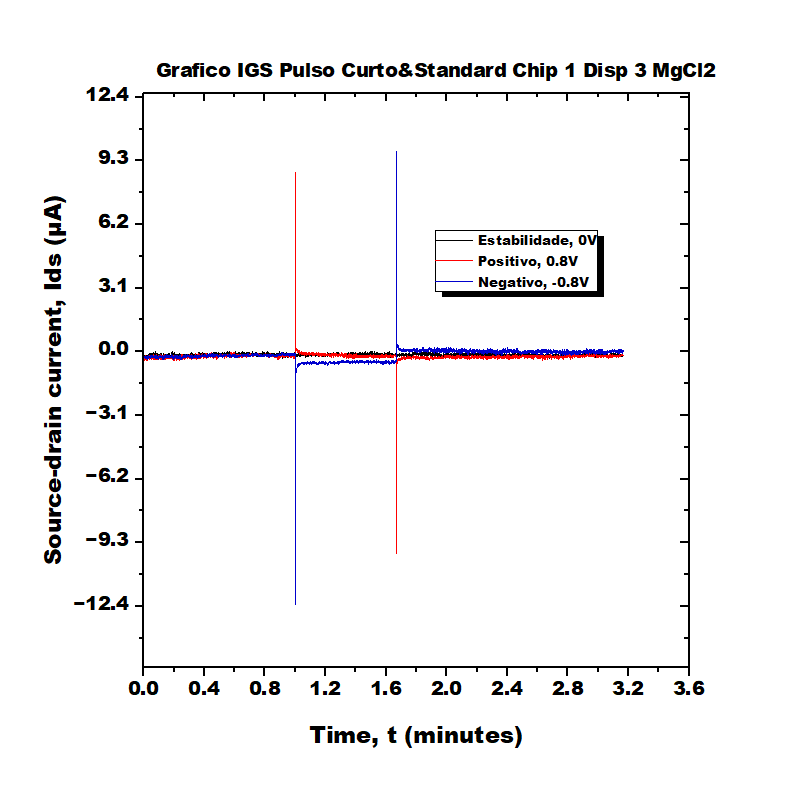 Grafico IGS Pulso Curto&Standard Chip 1 Disp 3 MgCl2
12.4
9.3
6.2
3.1
0.0
−3.1
−6.2
−9.3
−12.4
Source-drain current, Ids (μA)
Estabilidade, 0V
Positivo, 0.8V
Negativo, -0.8V
0.0 0.4 0.8 1.2 1.6 2.0 2.4 2.8 3.2 3.6
Time, t (minutes)